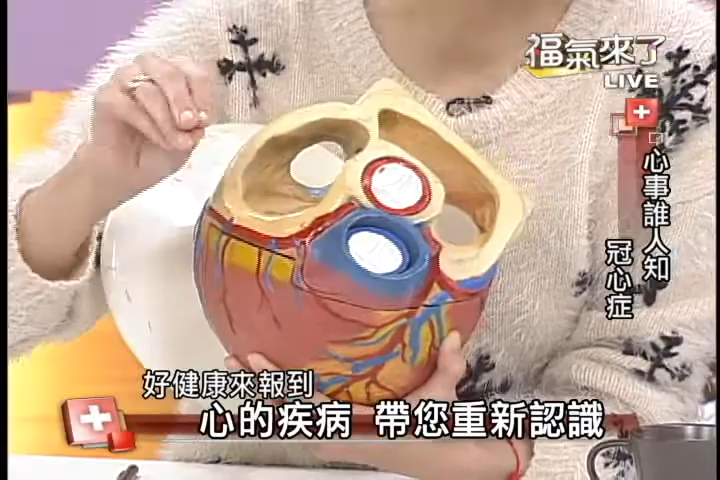 福氣來了
LIVE
心事誰人知
冠心症
好健康來報到
心的疾病 帶您重新認識